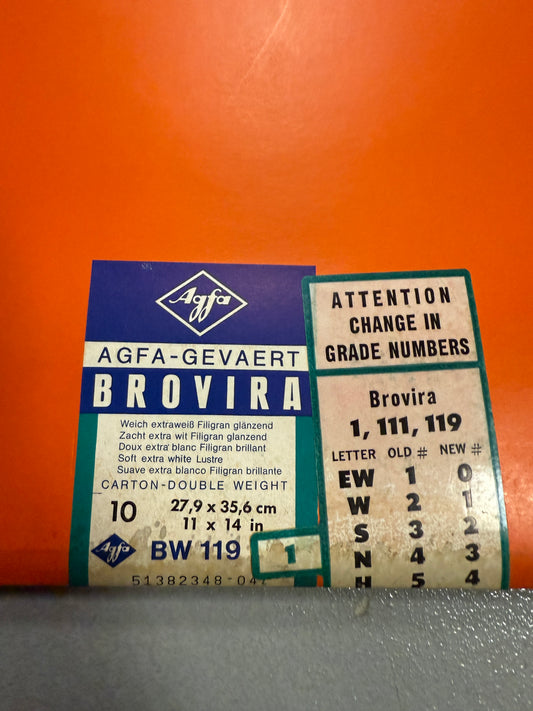 Agfa
AGFA-GEVAERT
BROVIRA
Weich extraweiß Filigran glänzend
Zacht extra wit Filigran glanzend
Doux extra blanc Filigran brillant
Soft extra white Lustre
Suave extra blanco Filigran brillante
CARTON-DOUBLE WEIGHT
10 27,9 x 35,6 cm
11 x 14 in
Agfa BW 119 1
51382348-04
ATTENTION
CHANGE IN
GRADE NUMBERS
Brovira
1, 111, 119
LETTER OLD # NEW #
EW 1 0
W 2 1
S 3 2
N 4 3
H 5 4